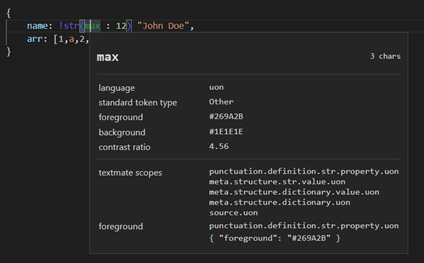 {
name: !str(max : 12) "John Doe",
arr: [1,a,2,
}
max 3 chars
language uon
standard token type Other
foreground #269A2B
background #1E1E1E
contrast ratio 4.56
textmate scopes punctuation.definition.str.property.uon
meta.structure.str.value.uon
meta.structure.dictionary.value.uon
meta.structure.dictionary.uon
source.uon
foreground punctuation.definition.str.property.uon
{ "foreground": "#269A2B" }